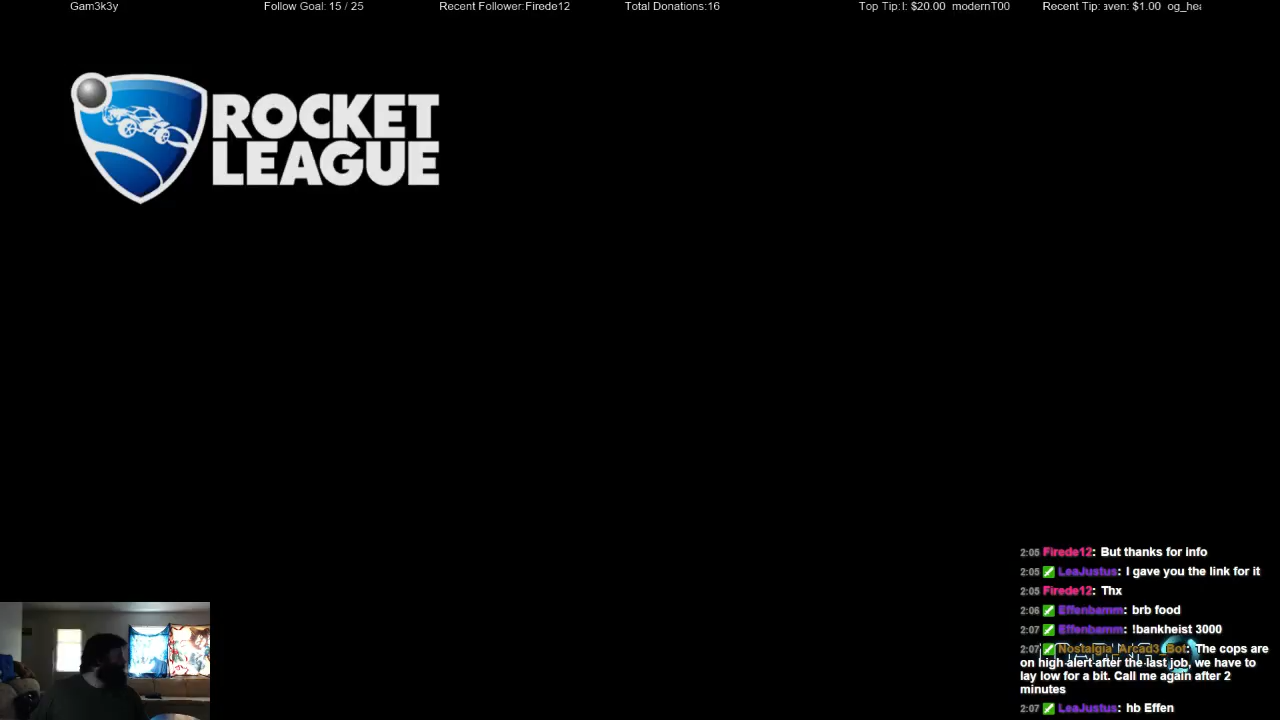 Gam3k3y
Follow Goal: 15 / 25
Recent Follower:Firede12
Total Donations:16
Top Tip: l: $20.00 modernT00
Recent Tip: aven: $1.00 og_hea
ROCKET
LEAGUE
2:05 Firede12: But thanks for info
2:05 LeaJustus: I gave you the link for it
2:05 Firede12: Thx
2:06 Effenbamm: brb food
2:07 Effenbamm: !bankheist 3000
2:07 Nostalgia_Arcad3_Bot: The cops are
on high alert after the last job, we have to
lay low for a bit. Call me again after 2
minutes
2:07 LeaJustus: hb Effen